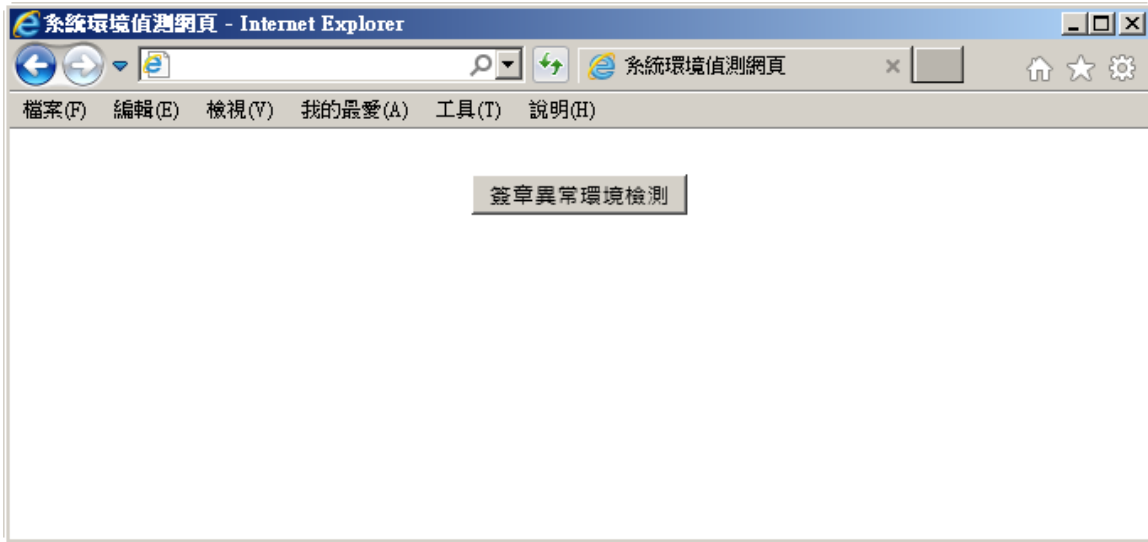 系統環境偵測網頁 - Internet Explorer
系統環境偵測網頁
檔案(F) 編輯(E) 檢視(V) 我的最愛(A) 工具(T) 說明(H)
簽章異常環境檢測